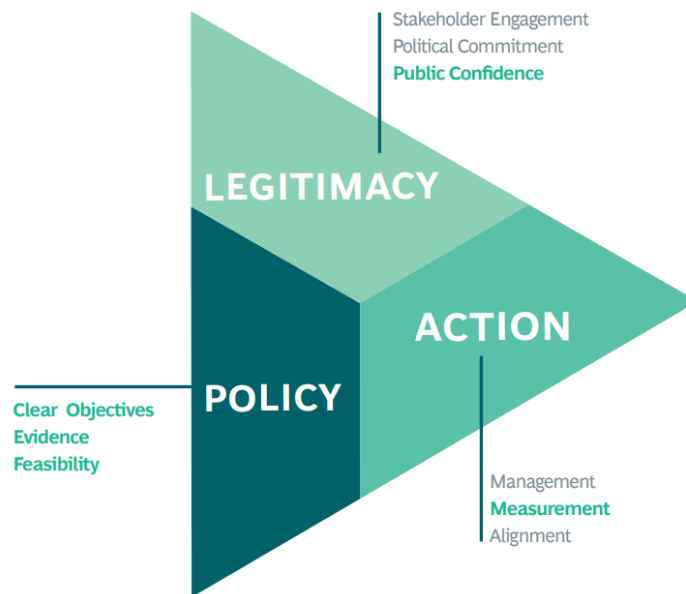 Stakeholder Engagement
Political Commitment
Public Confidence
LEGITIMACY
ACTION
POLICY
Clear Objectives
Evidence
Feasibility
Management
Measurement
Alignment